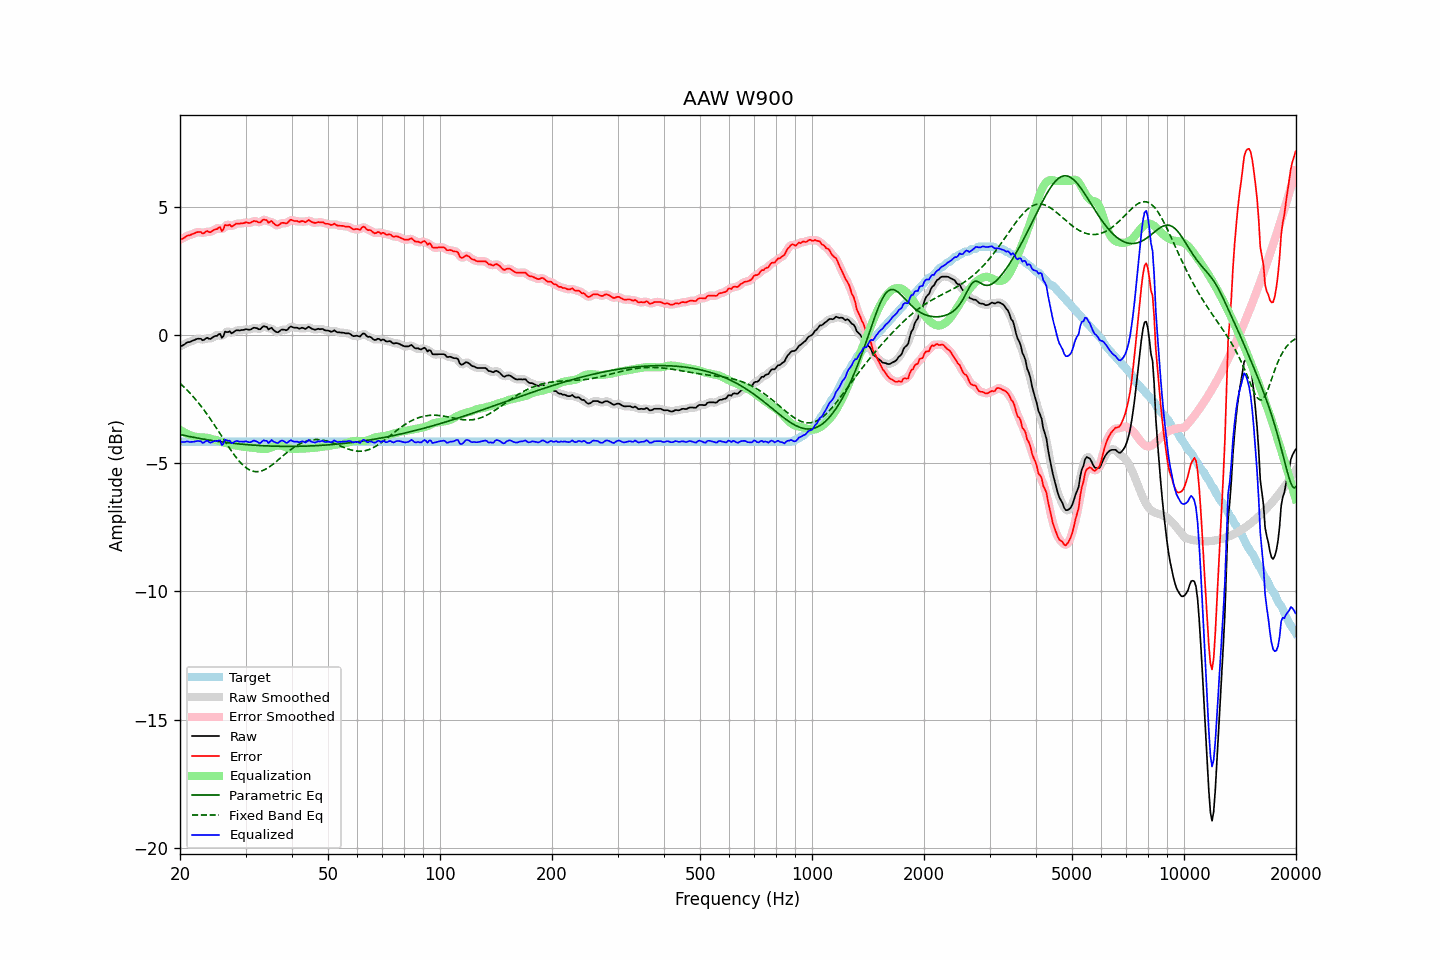 AAW W900
Amplitude (dBr)
5
0
−5
−10
−15
−20
Target
Raw Smoothed
Error Smoothed
Raw
Error
Equalization
Parametric Eq
Fixed Band Eq
Equalized
20 50 100 200 500 1000 2000 5000 10000 20000
Frequency (Hz)